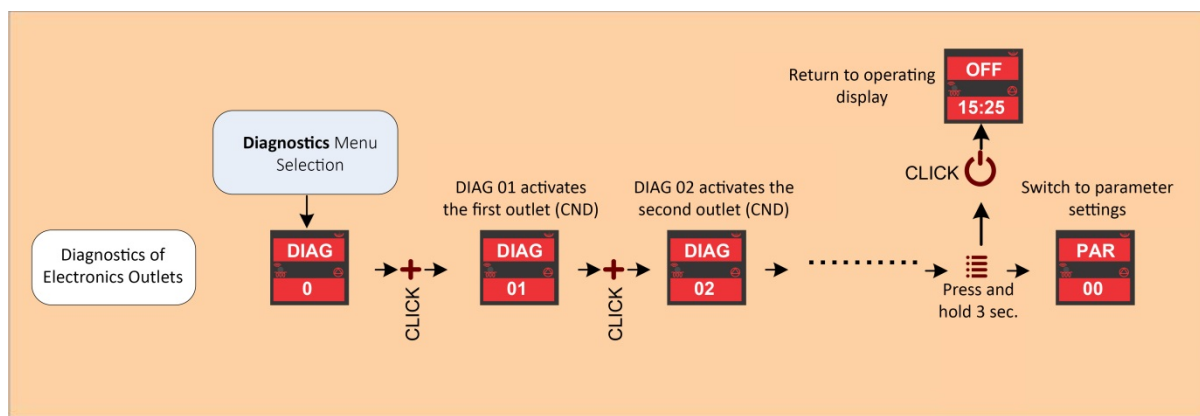 Diagnostics Menu
Selection
Diagnostics of
Electronics Outlets
DIAG
0
CLICK
DIAG 01 activates
the first outlet (CND)
DIAG
01
CLICK
DIAG 02 activates the
second outlet (CND)
DIAG
02
Return to operating
display
OFF
15:25
CLICK
Press and
hold 3 sec.
Switch to parameter
settings
PAR
00